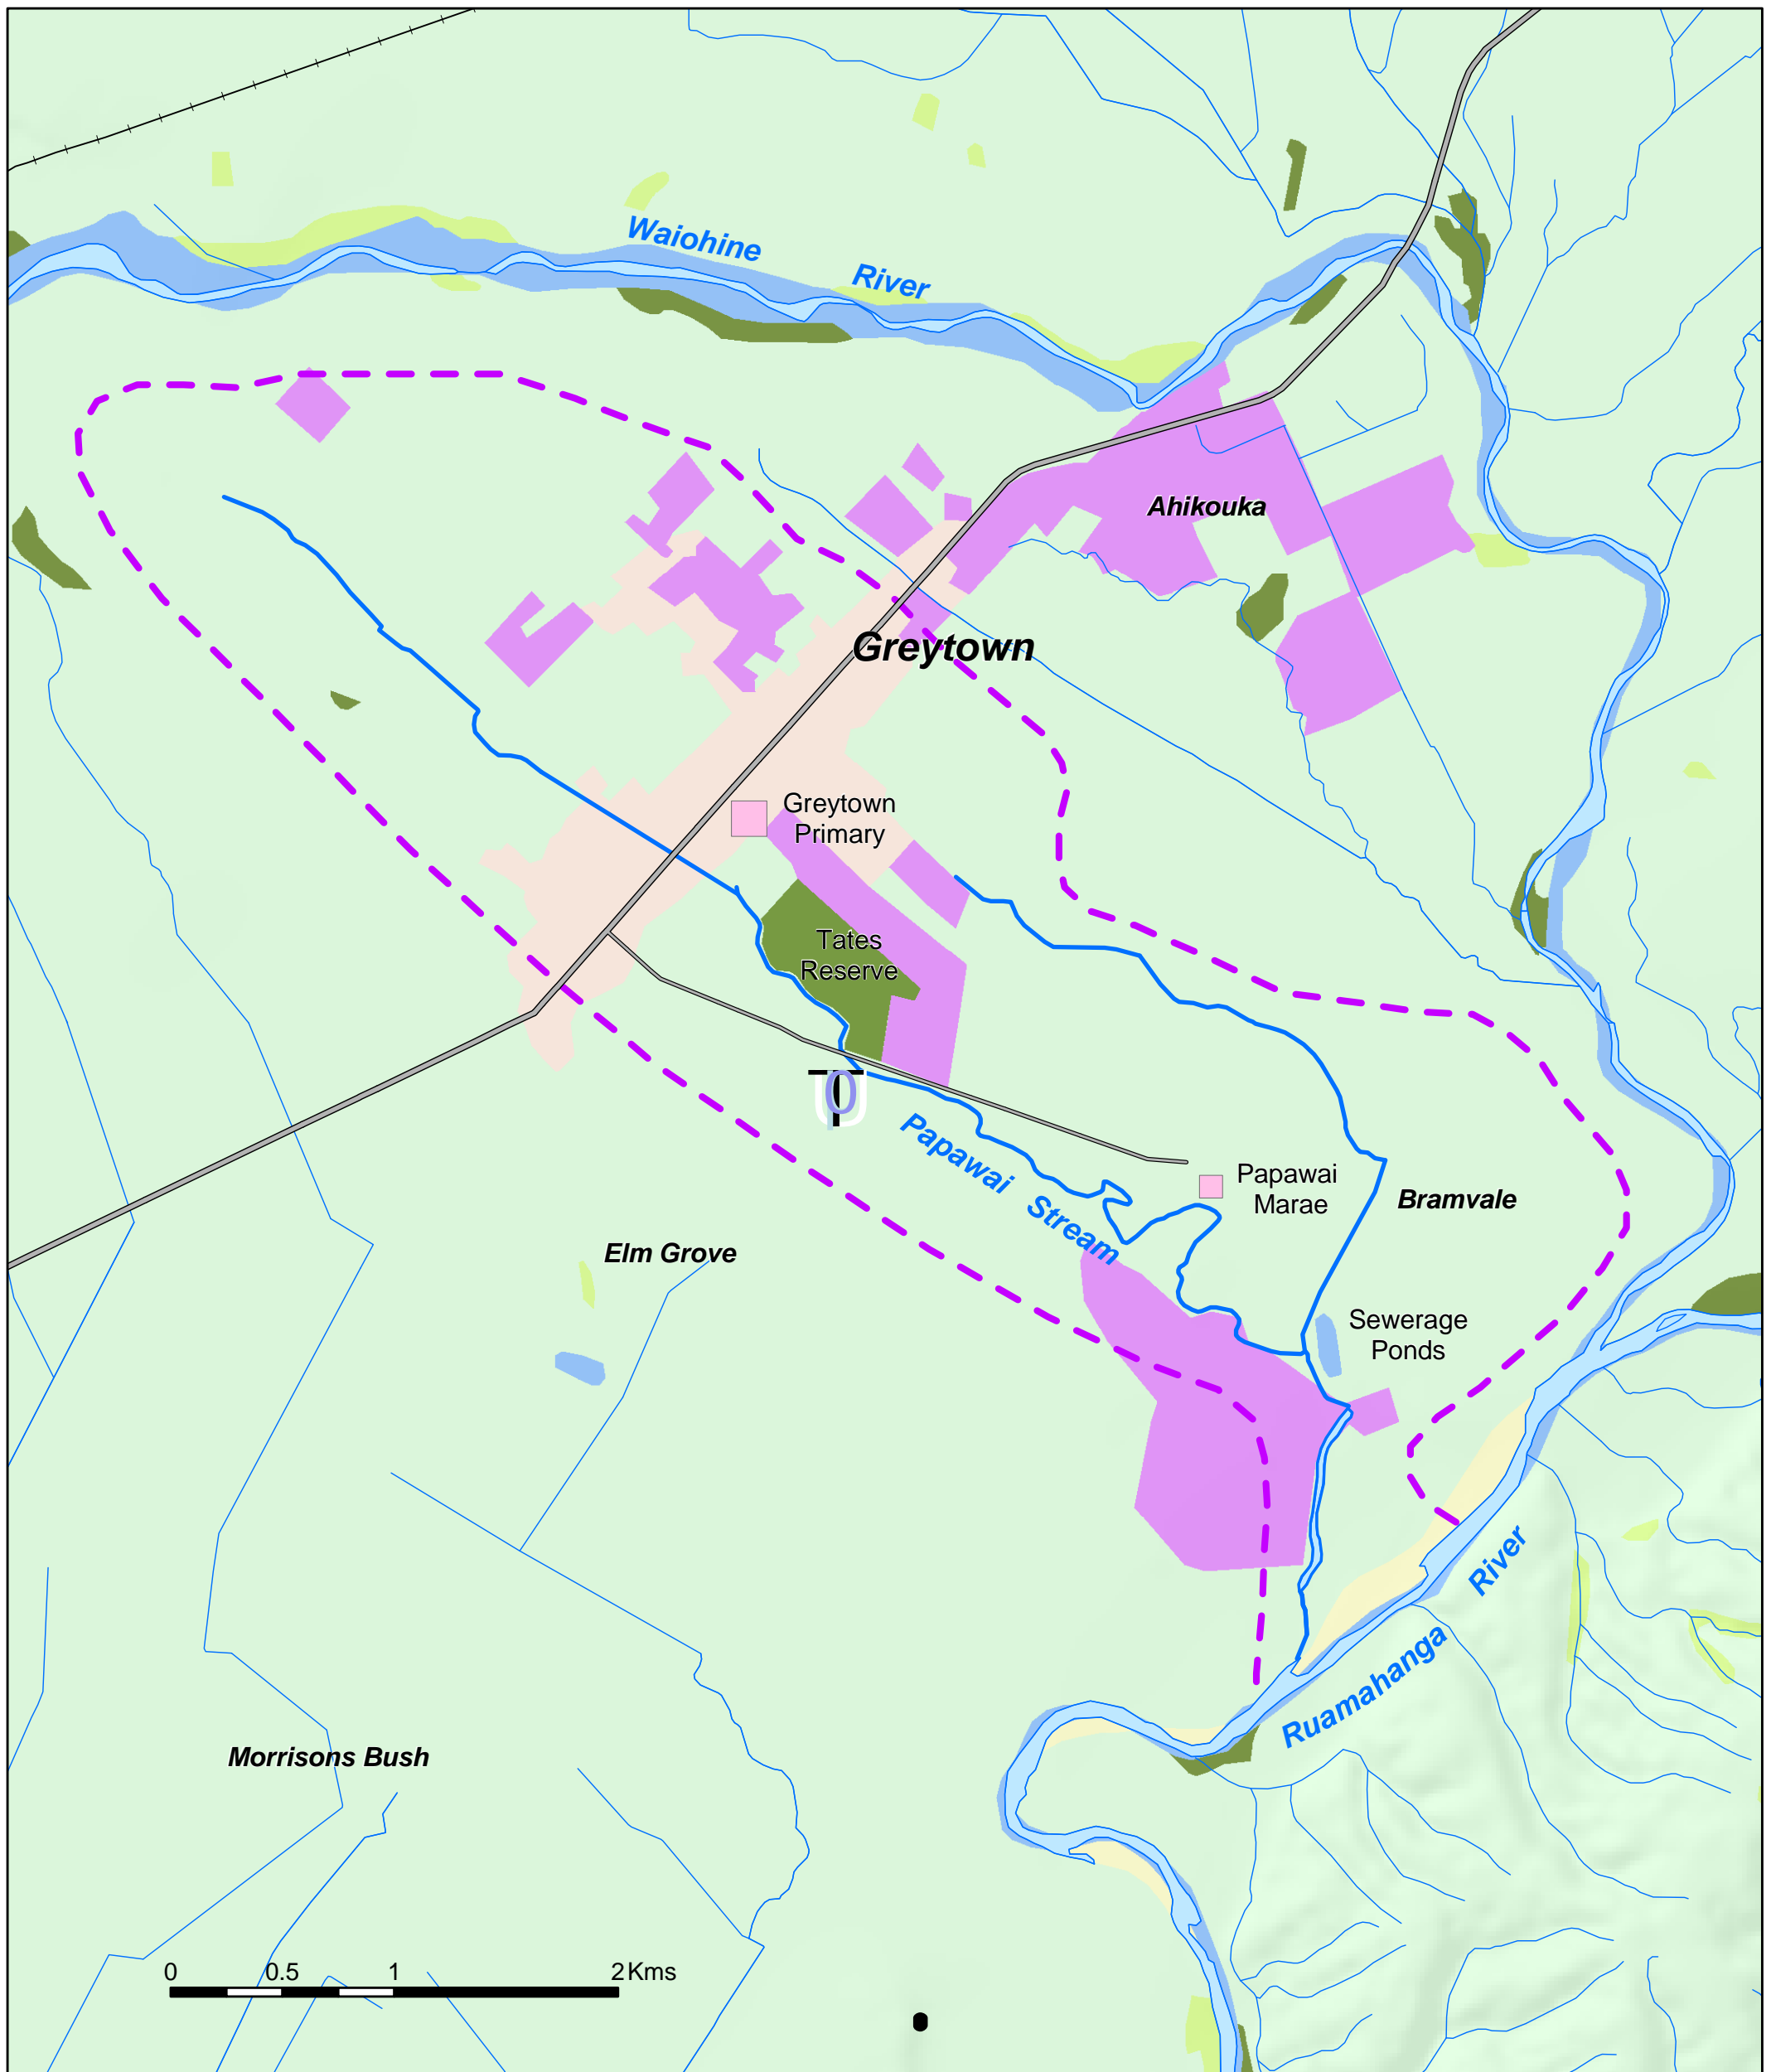 Waiohine
River
Ahikouka
Greytown
Greytown
Primary
Tates
Reserve
Papawai
Stream
Papawai
Marae
Bramvale
Elm Grove
Sewerage
Ponds
River
Ruamahanga
Morrisons Bush
0 0.5 1 2 Kms